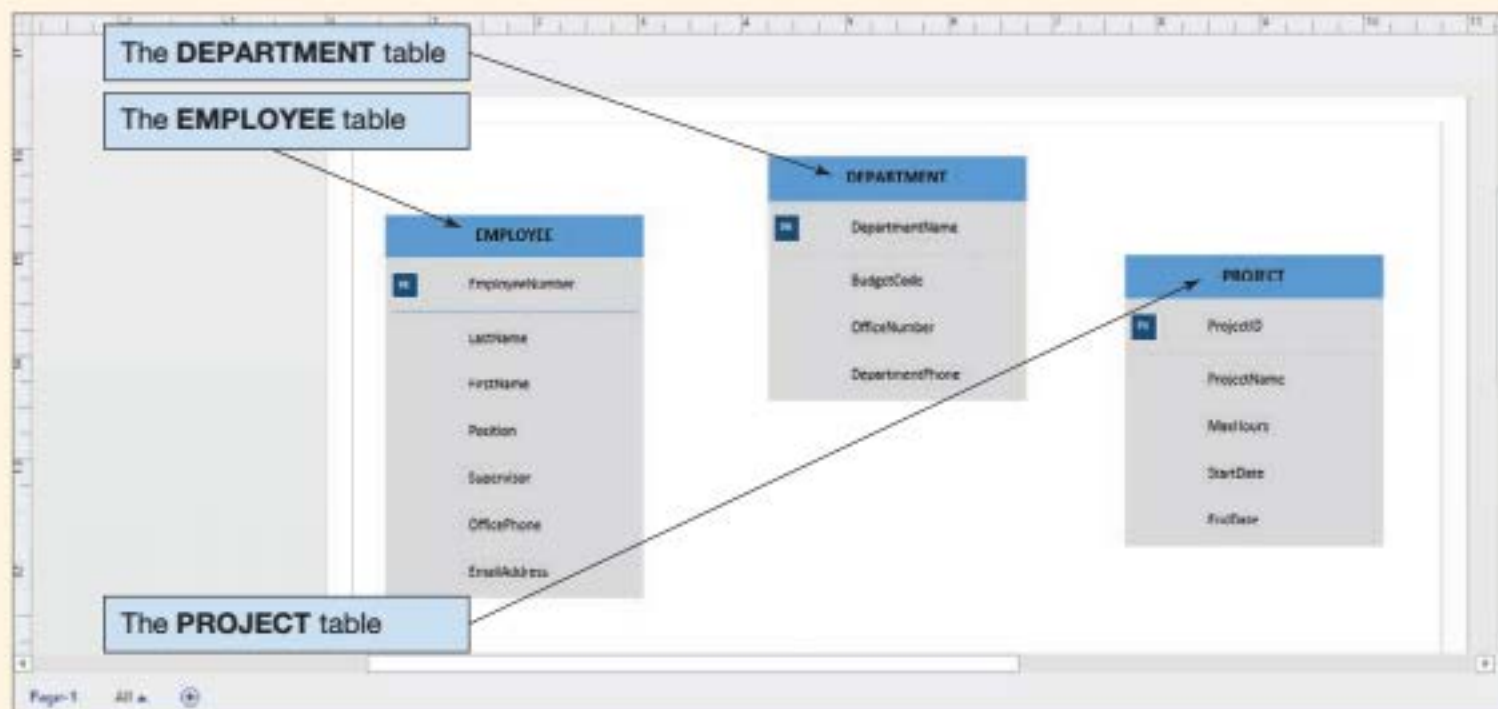 The DEPARTMENT table
The EMPLOYEE table
DEPARTMENT
PK DepartmentName
BudgetCode
OfficeNumber
DepartmentPhone
EMPLOYEE
PK EmployeeNumber
LastName
FirstName
Position
Supervisor
OfficePhone
EmailAddress
PROJECT
PK ProjectID
ProjectName
MaxHours
StartDate
EndDate
The PROJECT table
Page-1 All